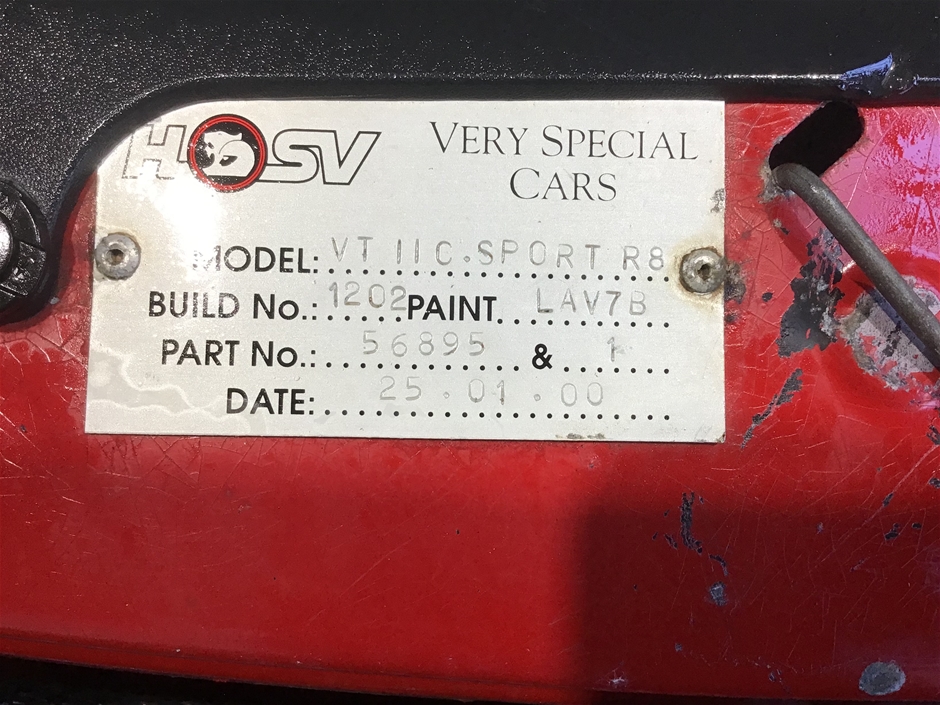 HSV VERY SPECIAL
CARS
MODEL: VT II C.SPORT R8
BUILD No.: 1202 PAINT LAV7B
PART No.: 56895 & 1
DATE: 25.01.00